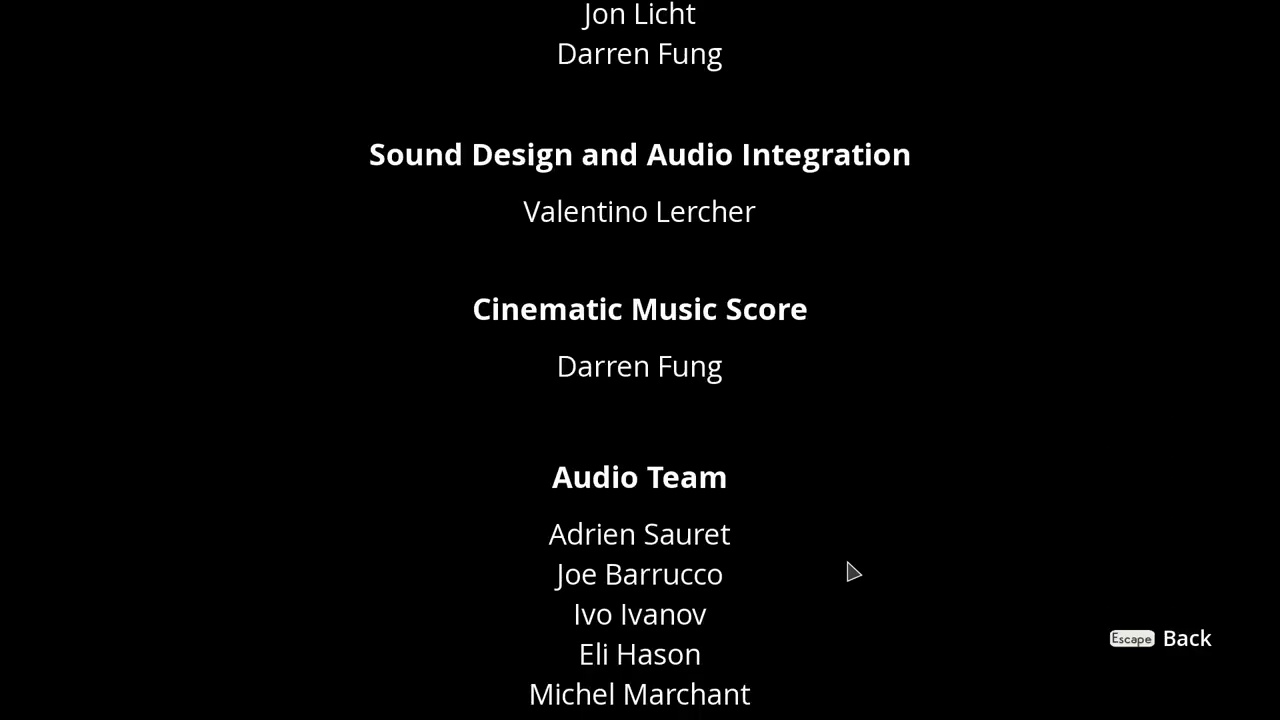 Jon Licht
Darren Fung
Sound Design and Audio Integration
Valentino Lercher
Cinematic Music Score
Darren Fung
Audio Team
Adrien Sauret
Joe Barrucco
Ivo Ivanov
Eli Hason
Escape Back
Michel Marchant